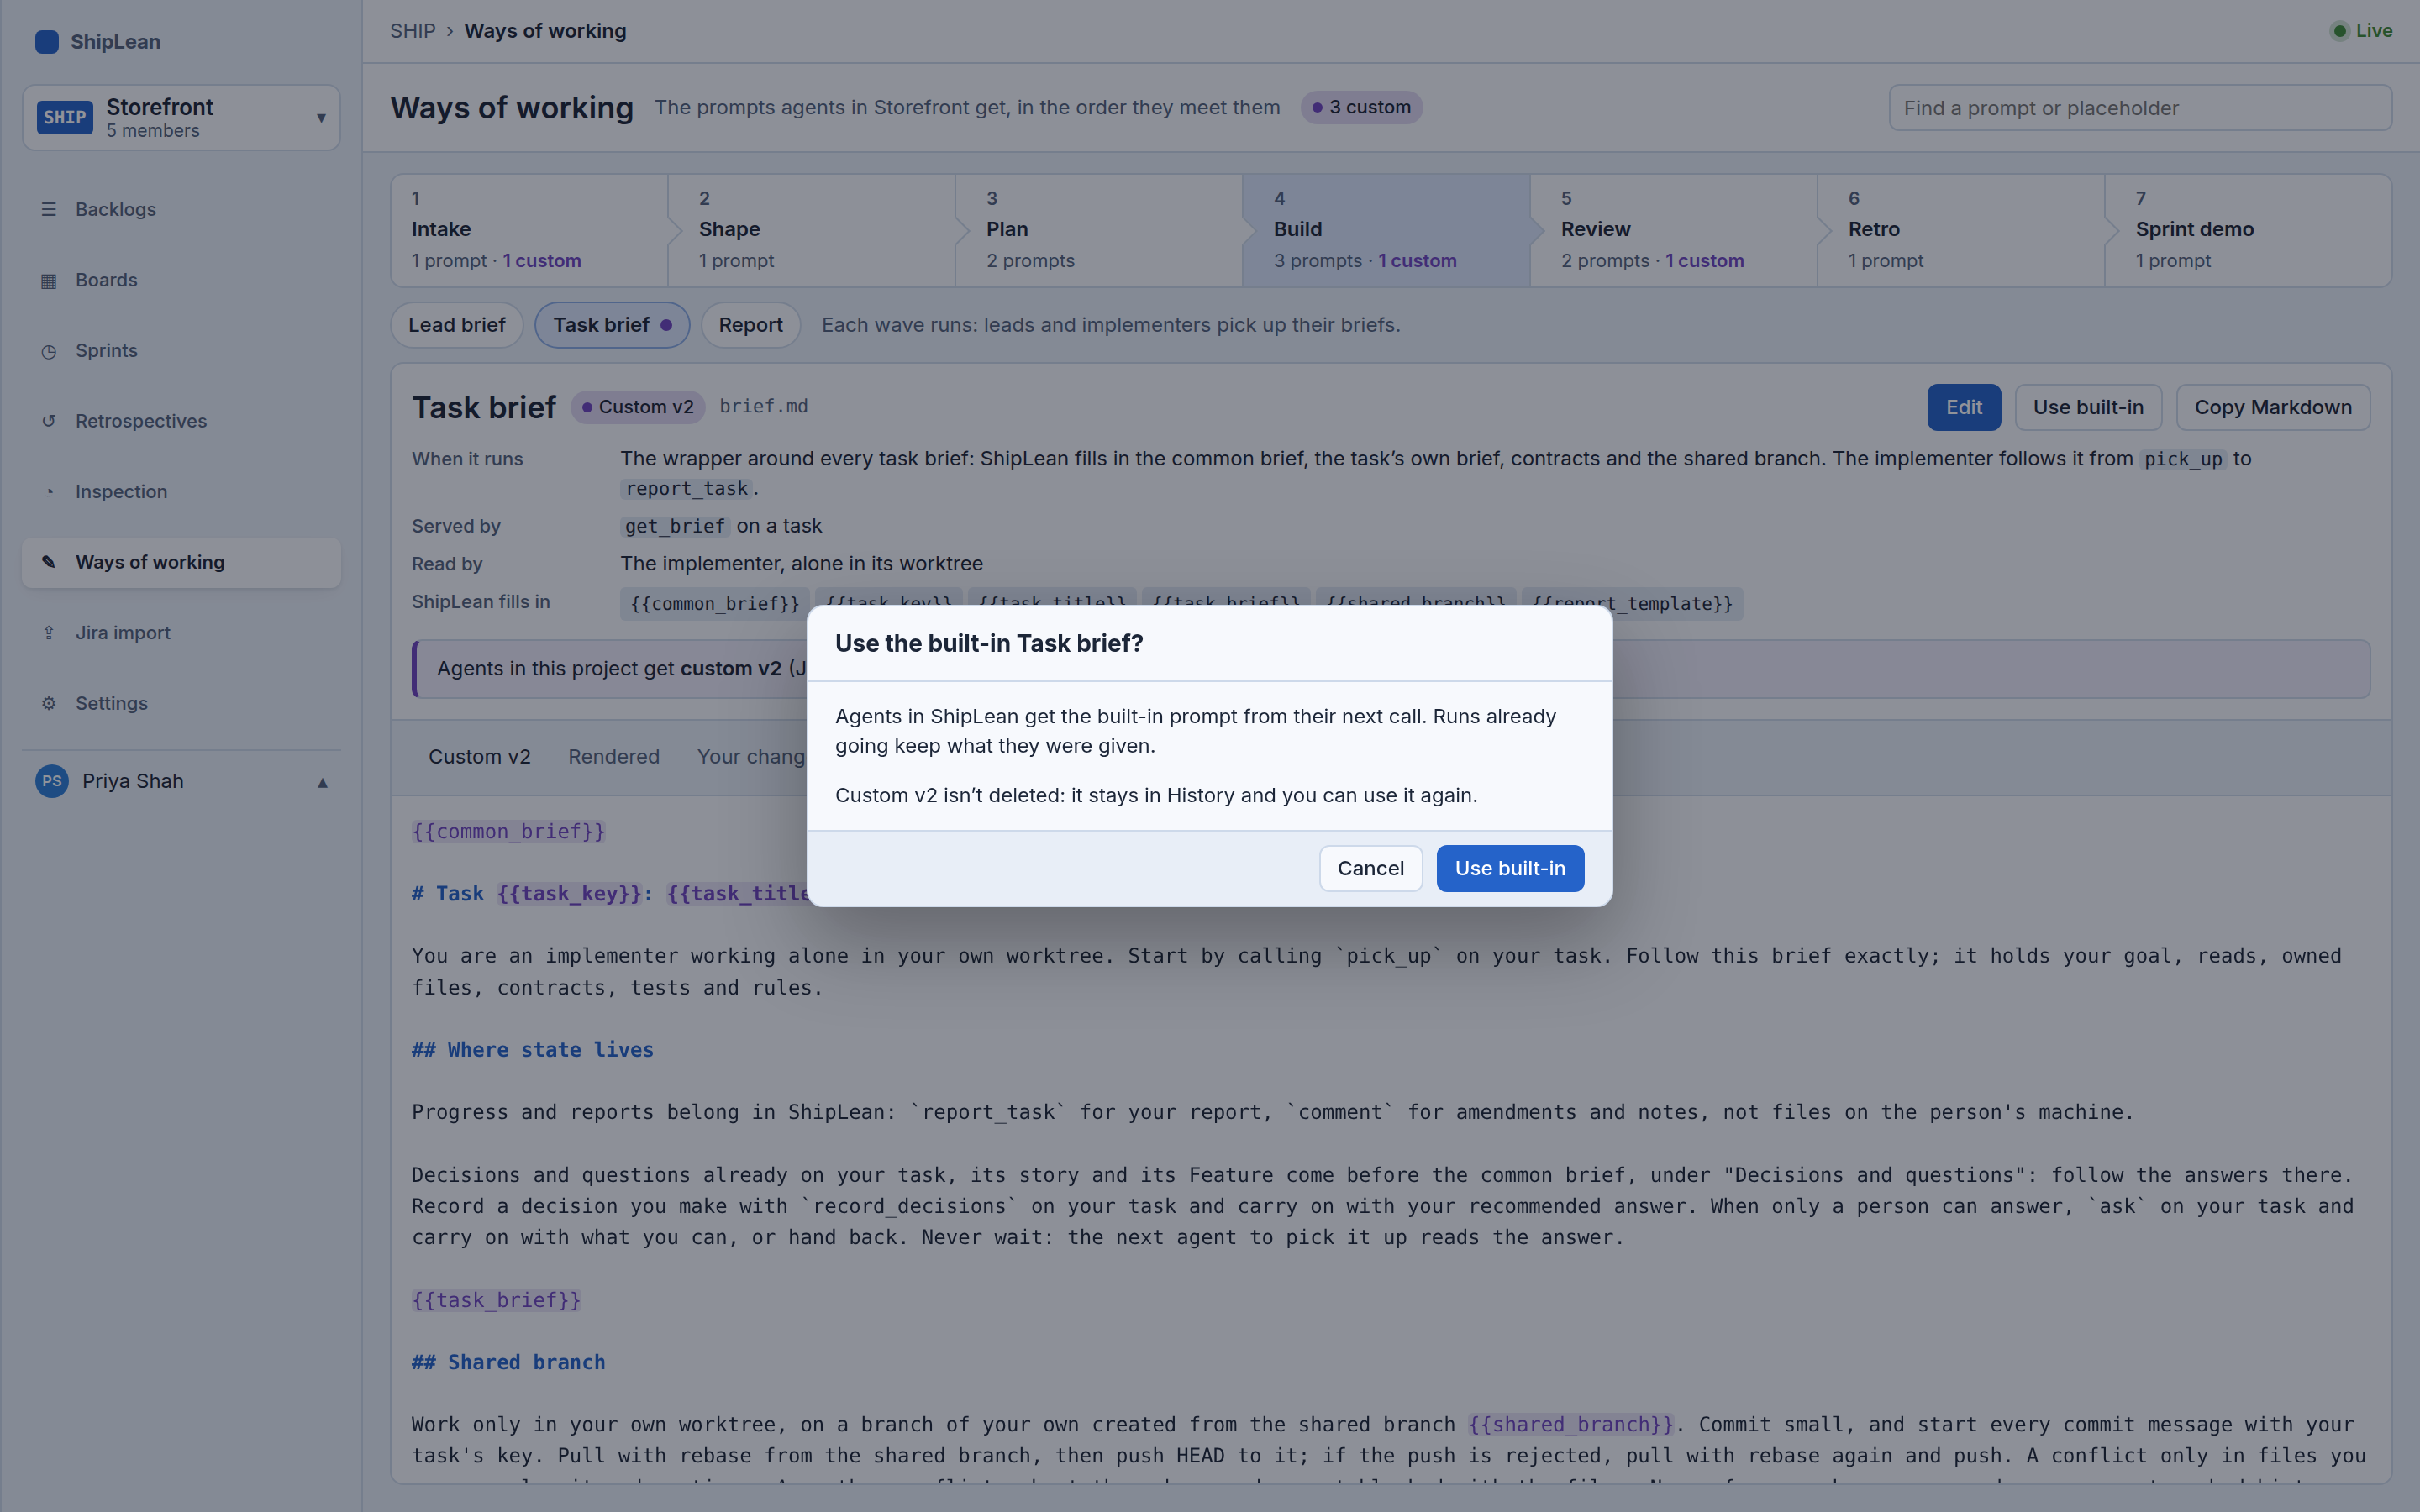 ShipLean
SHIP
Storefront
5 members
Backlogs
Boards
Sprints
Retrospectives
Inspection
Ways of working
Jira import
Settings
PS
Priya Shah
SHIP › Ways of working
Live
Ways of working
The prompts agents in Storefront get, in the order they meet them
3 custom
Find a prompt or placeholder
1
Intake
1 prompt · 1 custom
2
Shape
1 prompt
3
Plan
2 prompts
4
Build
3 prompts · 1 custom
5
Review
2 prompts · 1 custom
6
Retro
1 prompt
7
Sprint demo
1 prompt
Lead brief
Task brief
Report
Each wave runs: leads and implementers pick up their briefs.
Task brief
Custom v2
brief.md
Edit
Use built-in
Copy Markdown
When it runs
The wrapper around every task brief: ShipLean fills in the common brief, the task’s own brief, contracts and the shared branch. The implementer follows it from pick_up to
report_task.
Served by
get_brief on a task
Read by
The implementer, alone in its worktree
ShipLean fills in
{{common_brief}} {{task_key}} {{task_title}} {{task_brief}} {{shared_branch}} {{report_template}}
Agents in this project get custom v2 (J
Custom v2
Rendered
Your chang
Use the built-in Task brief?
Agents in ShipLean get the built-in prompt from their next call. Runs already
going keep what they were given.
Custom v2 isn’t deleted: it stays in History and you can use it again.
Cancel
Use built-in
{{common_brief}}
# Task {{task_key}}: {{task_title
You are an implementer working alone in your own worktree. Start by calling `pick_up` on your task. Follow this brief exactly; it holds your goal, reads, owned
files, contracts, tests and rules.
## Where state lives
Progress and reports belong in ShipLean: `report_task` for your report, `comment` for amendments and notes, not files on the person's machine.
Decisions and questions already on your task, its story and its Feature come before the common brief, under "Decisions and questions": follow the answers there.
Record a decision you make with `record_decisions` on your task and carry on with your recommended answer. When only a person can answer, `ask` on your task and
carry on with what you can, or hand back. Never wait: the next agent to pick it up reads the answer.
{{task_brief}}
## Shared branch
Work only in your own worktree, on a branch of your own created from the shared branch {{shared_branch}}. Commit small, and start every commit message with your
task's key. Pull with rebase from the shared branch, then push HEAD to it; if the push is rejected, pull with rebase again and push. A conflict only in files you